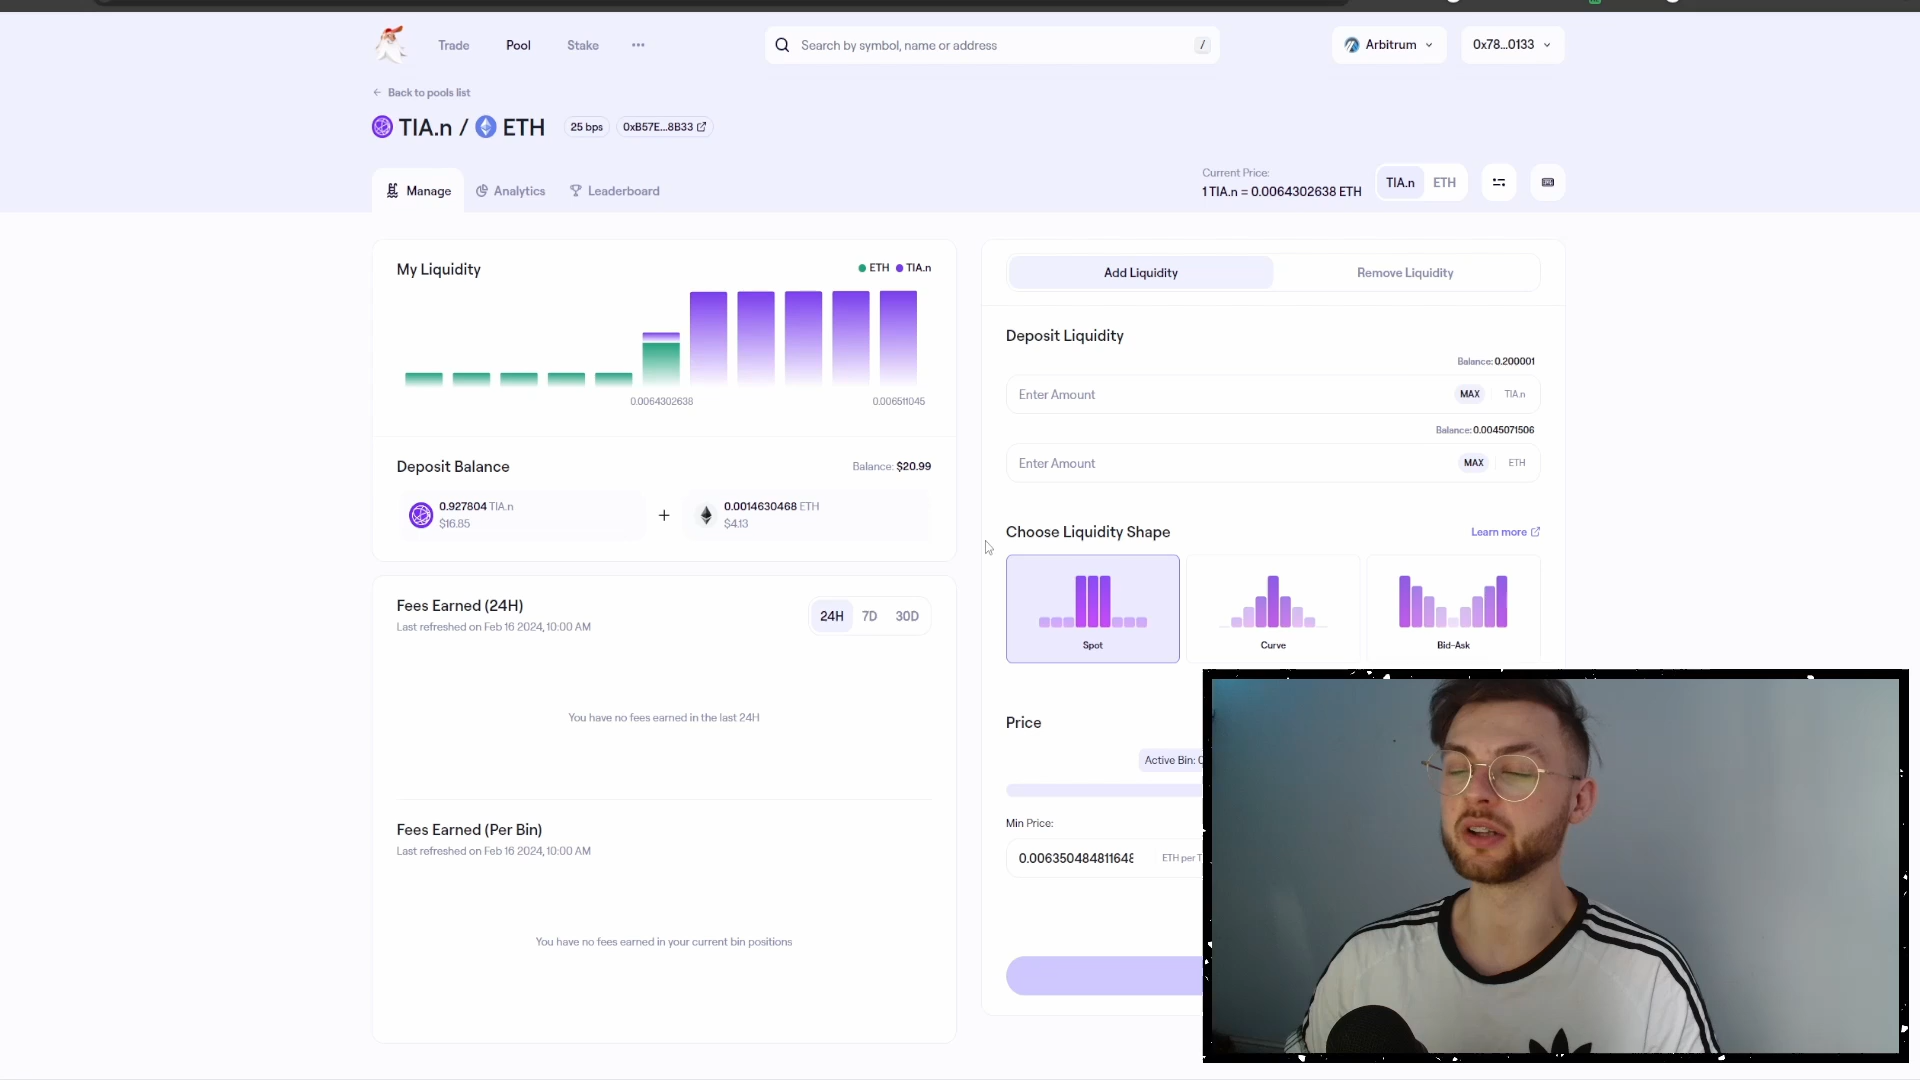 Trade
Pool
Stake
Search by symbol, name or address
/
Arbitrum
0x78...0133
Back to pools list
TIA.n / ETH
25 bps
0xB57E...8B33
Manage
Analytics
Leaderboard
Current Price:
1 TIA.n = 0.0064302638 ETH
TIA.n
ETH
My Liquidity
ETH
TIA.n
0.0064302638
0.006511045
Deposit Balance
Balance: $20.99
0.927804 TIA.n
$16.85
+
0.0014630468 ETH
$4.13
Fees Earned (24H)
Last refreshed on Feb 16 2024, 10:00 AM
24H
7D
30D
You have no fees earned in the last 24H
Fees Earned (Per Bin)
Last refreshed on Feb 16 2024, 10:00 AM
You have no fees earned in your current bin positions
Add Liquidity
Remove Liquidity
Deposit Liquidity
Balance: 0.200001
Enter Amount
MAX
TIA.n
Balance: 0.0045071506
Enter Amount
MAX
ETH
Choose Liquidity Shape
Learn more
Spot
Curve
Bid-Ask
Price
Active Bin:
Min Price:
0.006350484811648
ETH per T